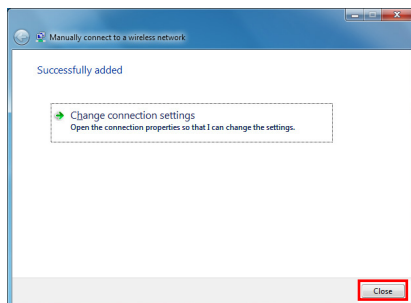 Manually connect to a wireless network
Successfully added
Change connection settings
Open the connection properties so that I can change the settings.
Close